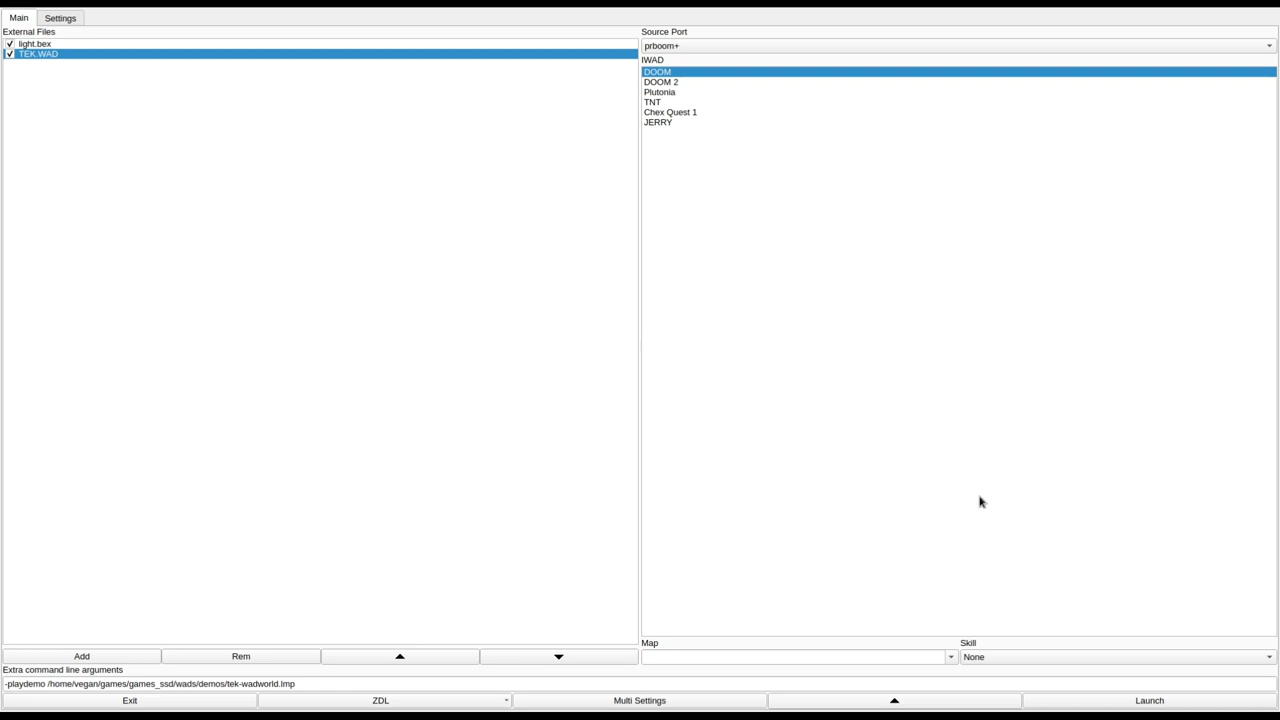 Main Settings
External Files
light.bex
TEK.WAD
Source Port
prboom+
IWAD
DOOM
DOOM 2
Plutonia
TNT
Chex Quest 1
JERRY
Map Skill
None
Add Rem
Extra command line arguments
-playdemo /home/vegan/games/games_ssd/wads/demos/tek-wadworld.lmp
Exit ZDL Multi Settings Launch